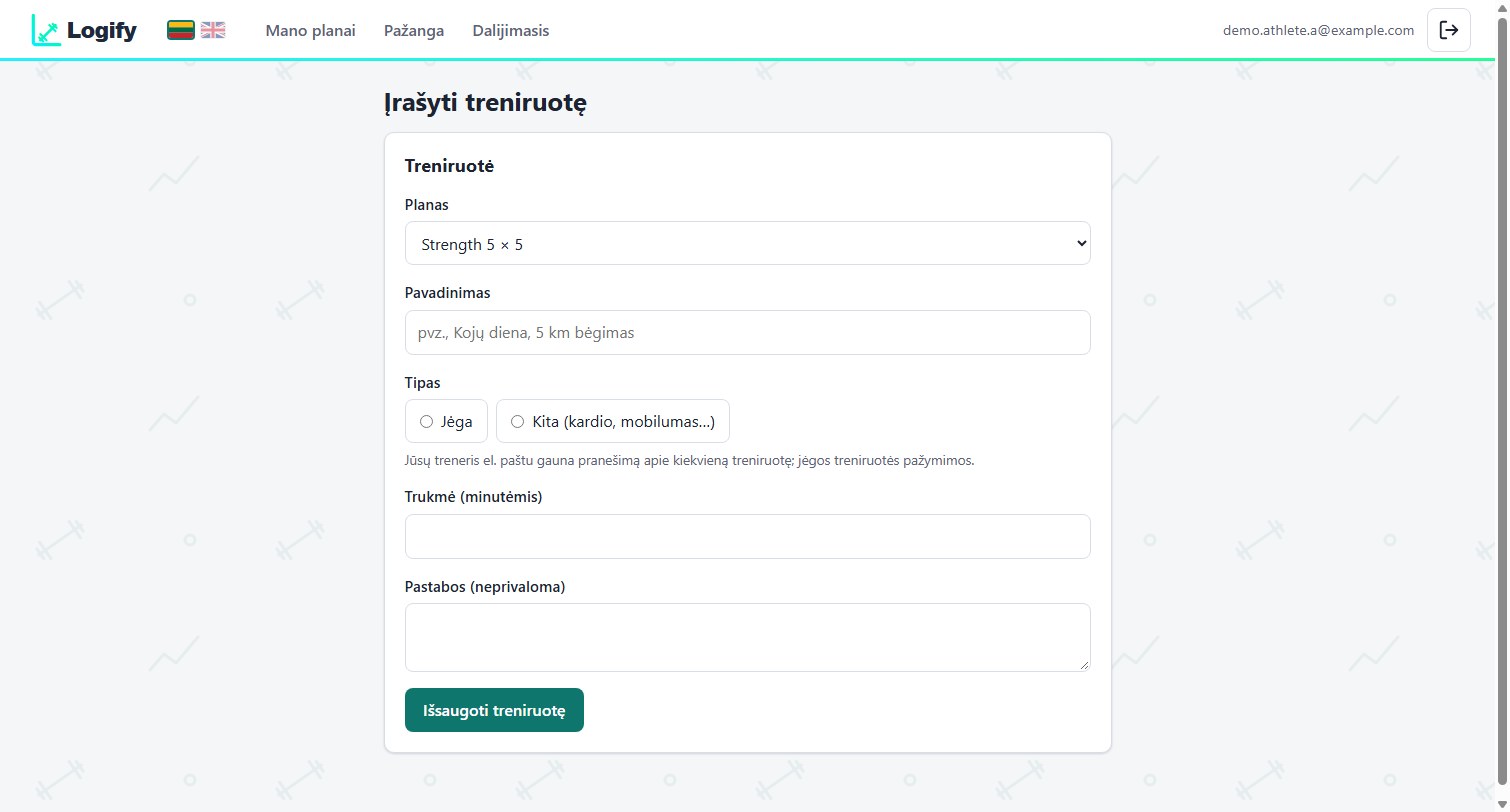 Logify
Mano planai
Pažanga
Dalijimasis
demo.athlete.a@example.com
Įrašyti treniruotę
Treniruotė
Planas
Strength 5 × 5
Pavadinimas
pvz., Kojų diena, 5 km bėgimas
Tipas
Jėga
Kita (kardio, mobilumas...)
Jūsų treneris el. paštu gauna pranešimą apie kiekvieną treniruotę; jėgos treniruotės pažymimos.
Trukmė (minutėmis)
Pastabos (neprivaloma)
Išsaugoti treniruotę